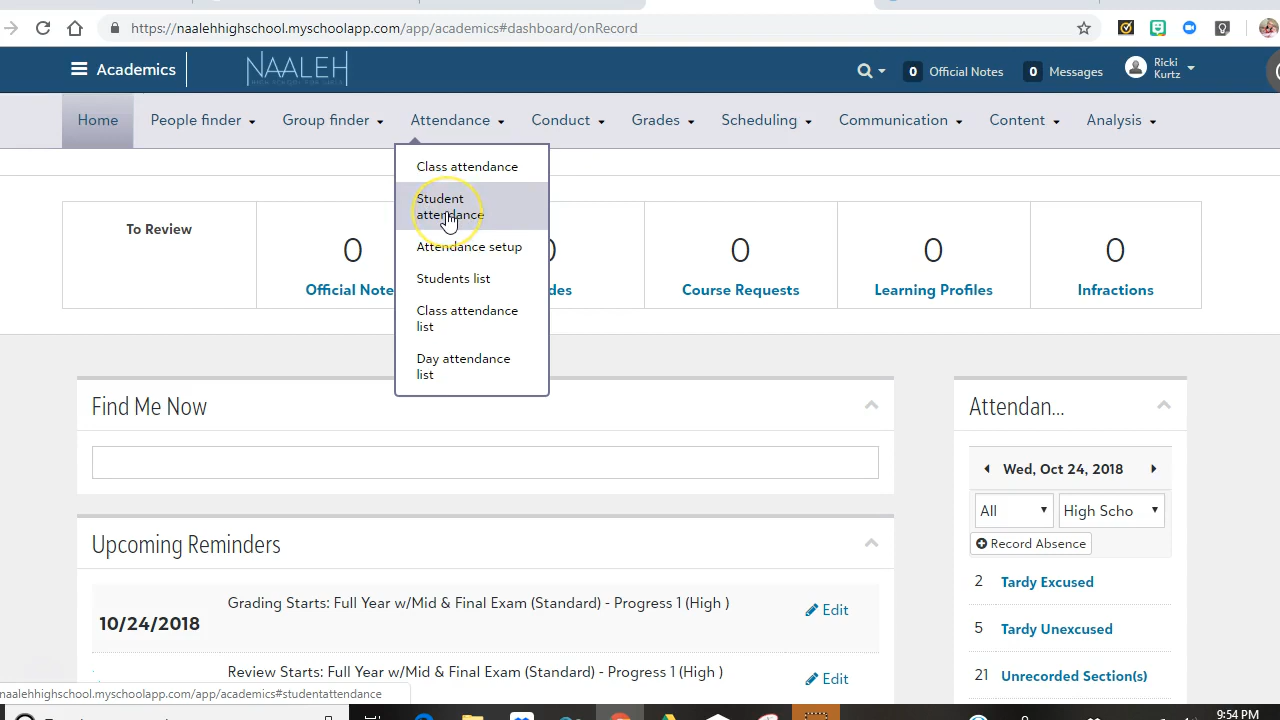 https://naalehhighschool.myschoolapp.com/app/academics#dashboard/onRecord
Academics
NAALEH
0 Official Notes
0 Messages
Ricki
Kurtz
Home
People finder
Group finder
Attendance
Conduct
Grades
Scheduling
Communication
Content
Analysis
Class attendance
Student
attendance
Attendance setup
Students list
Class attendance
list
Day attendance
list
To Review
0
Official Note
0
des
0
Course Requests
0
Learning Profiles
0
Infractions
Find Me Now
Attendan...
Wed, Oct 24, 2018
All
High Scho
Record Absence
2 Tardy Excused
5 Tardy Unexcused
21 Unrecorded Section(s)
Upcoming Reminders
10/24/2018
Grading Starts: Full Year w/Mid & Final Exam (Standard) - Progress 1 (High )
Edit
Review Starts: Full Year w/Mid & Final Exam (Standard) - Progress 1 (High )
Edit
naalehhighschool.myschoolapp.com/app/academics#studentattendance
9:54 PM